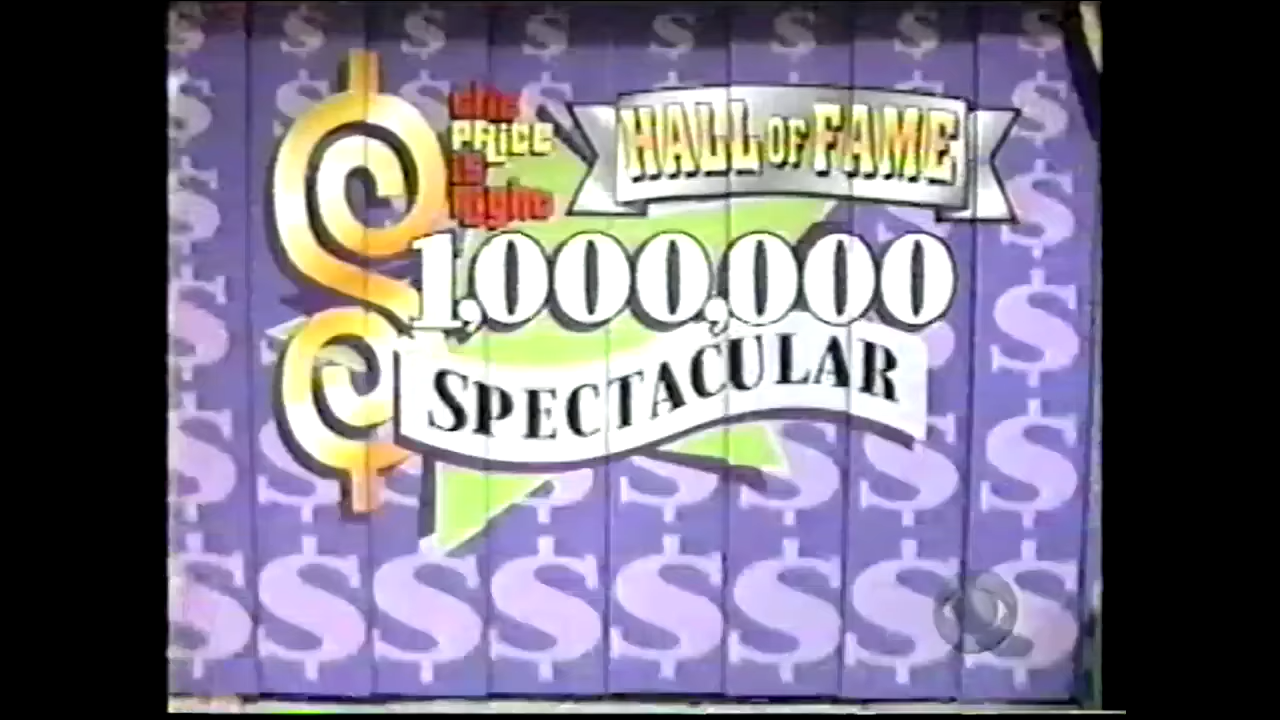 the
PRICE
is
right
HALL OF FAME
$1,000,000
SPECTACULAR